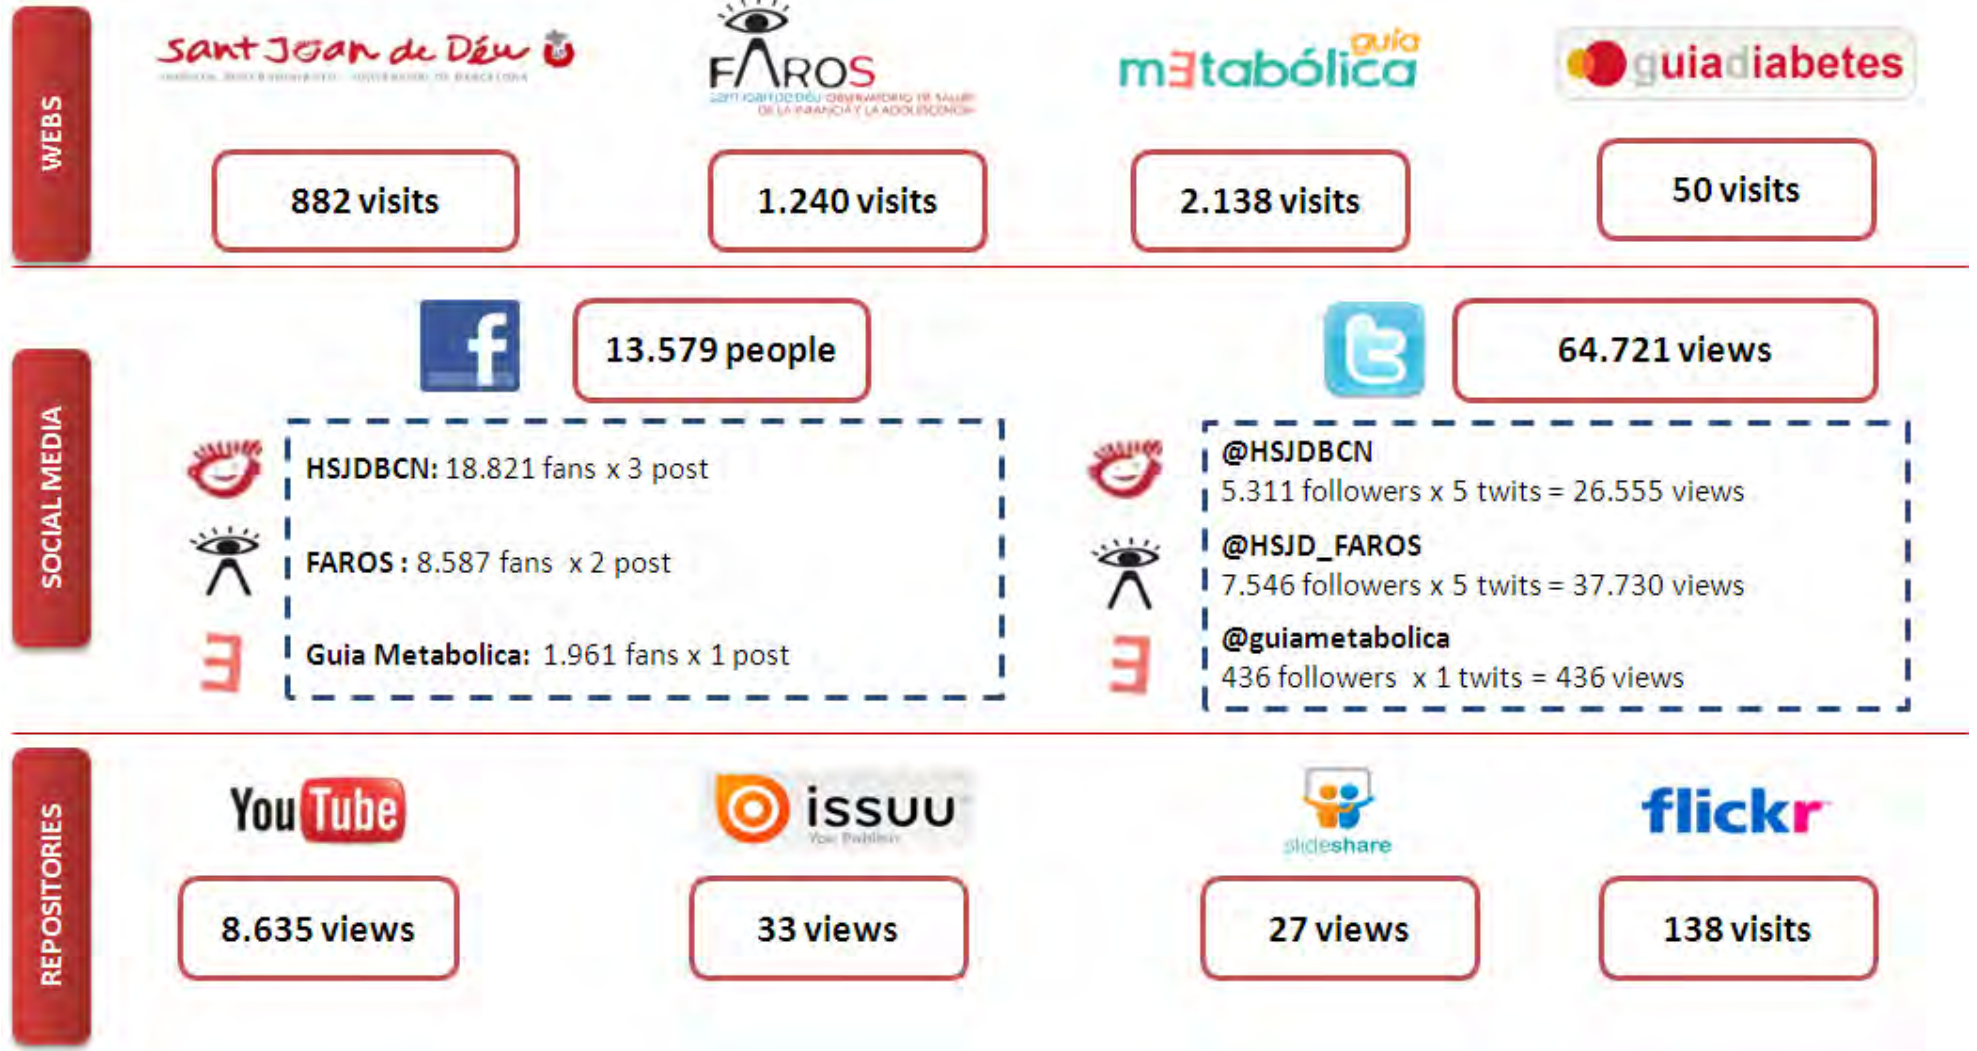 WEBS
sant Joan de Déu
FAROS
guía
mƎtabólica
guiadiabetes
882 visits
1.240 visits
2.138 visits
50 visits
SOCIAL MEDIA
f
13.579 people
t
64.721 views
HSJDBCN: 18.821 fans x 3 post
FAROS : 8.587 fans x 2 post
Guia Metabolica: 1.961 fans x 1 post
@HSJDBCN
5.311 followers x 5 twits = 26.555 views
@HSJD_FAROS
7.546 followers x 5 twits = 37.730 views
@guiametabolica
436 followers x 1 twits = 436 views
REPOSITORIES
YouTube
issuu
slideshare
flickr
8.635 views
33 views
27 views
138 visits